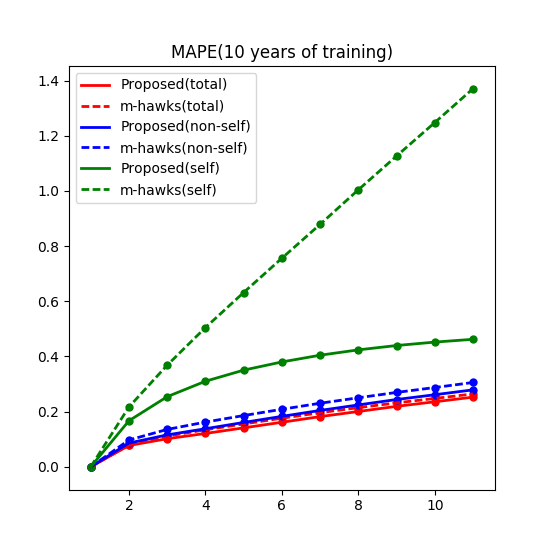 MAPE(10 years of training)
Proposed(total)
m-hawks(total)
Proposed(non-self)
m-hawks(non-self)
Proposed(self)
m-hawks(self)
1.4
1.2
1.0
0.8
0.6
0.4
0.2
0.0
2 4 6 8 10